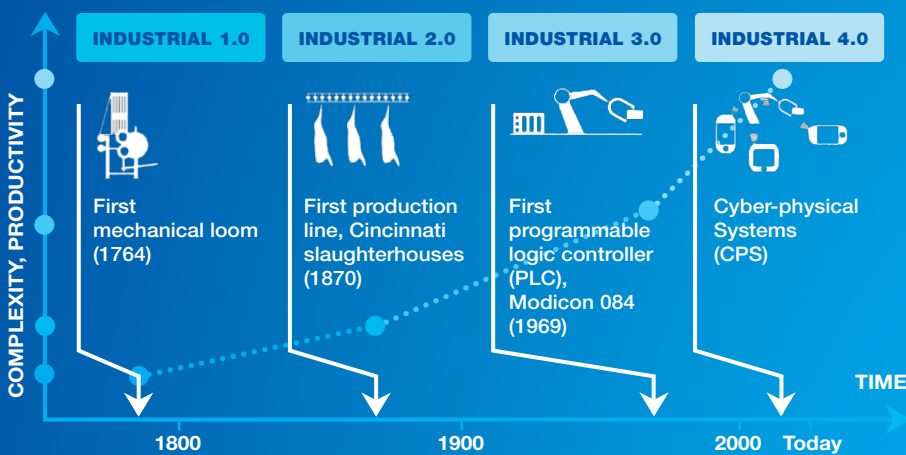 COMPLEXITY, PRODUCTIVITY
INDUSTRIAL 1.0
INDUSTRIAL 2.0
INDUSTRIAL 3.0
INDUSTRIAL 4.0
First
mechanical loom
(1764)
First production
line, Cincinnati
slaughterhouses
(1870)
First
programmable
logic controller
(PLC),
Modicon 084
(1969)
Cyber-physical
Systems
(CPS)
TIME
1800
1900
2000
Today